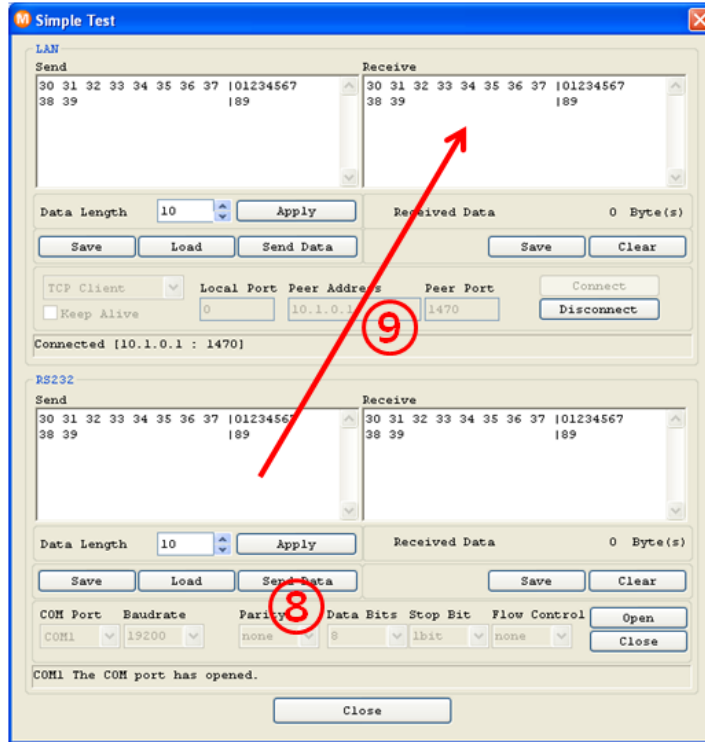 M Simple Test
LAN
Send Receive
30 31 32 33 34 35 36 37 |01234567 30 31 32 33 34 35 36 37 |01234567
38 39 |89 38 39 |89
Data Length 10 Apply Received Data 0 Byte(s)
Save Load Send Data Save Clear
TCP Client Local Port Peer Address Peer Port Connect
Keep Alive 0 10.1.0.1 1470 Disconnect
⑨
Connected [10.1.0.1 : 1470]
RS232
Send Receive
30 31 32 33 34 35 36 37 |01234567 30 31 32 33 34 35 36 37 |01234567
38 39 |89 38 39 |89
Data Length 10 Apply Received Data 0 Byte(s)
Save Load Send Data Save Clear
⑧
COM Port Baudrate Parity Data Bits Stop Bit Flow Control Open
COM1 19200 none 8 1bit none Close
COM1 The COM port has opened.
Close